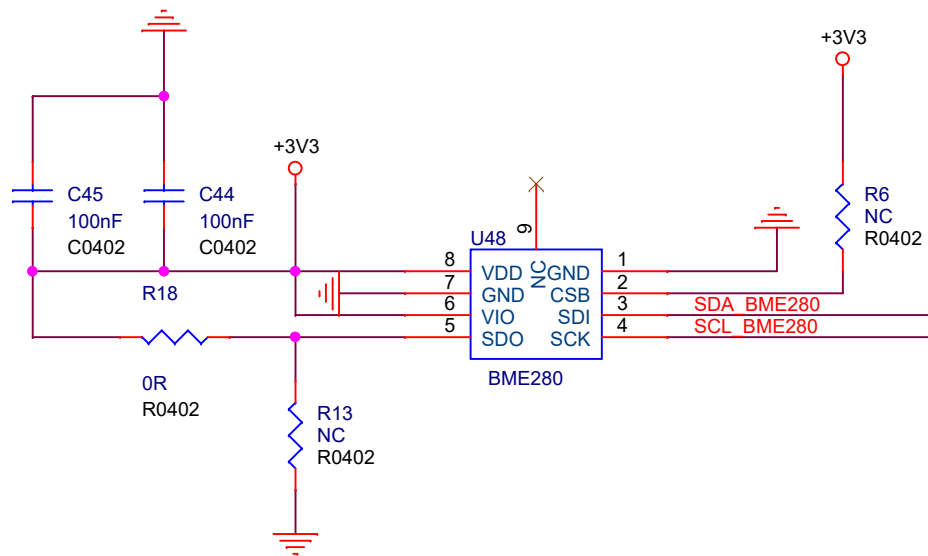 +3V3
+3V3
C45
100nF
C0402
C44
100nF
C0402
R6
NC
R0402
U48
9
NC
8
VDD
GND
1
7
GND
CSB
2
6
VIO
SDI
3
SDA_BME280
5
SDO
SCK
4
SCL_BME280
BME280
R18
0R
R0402
R13
NC
R0402